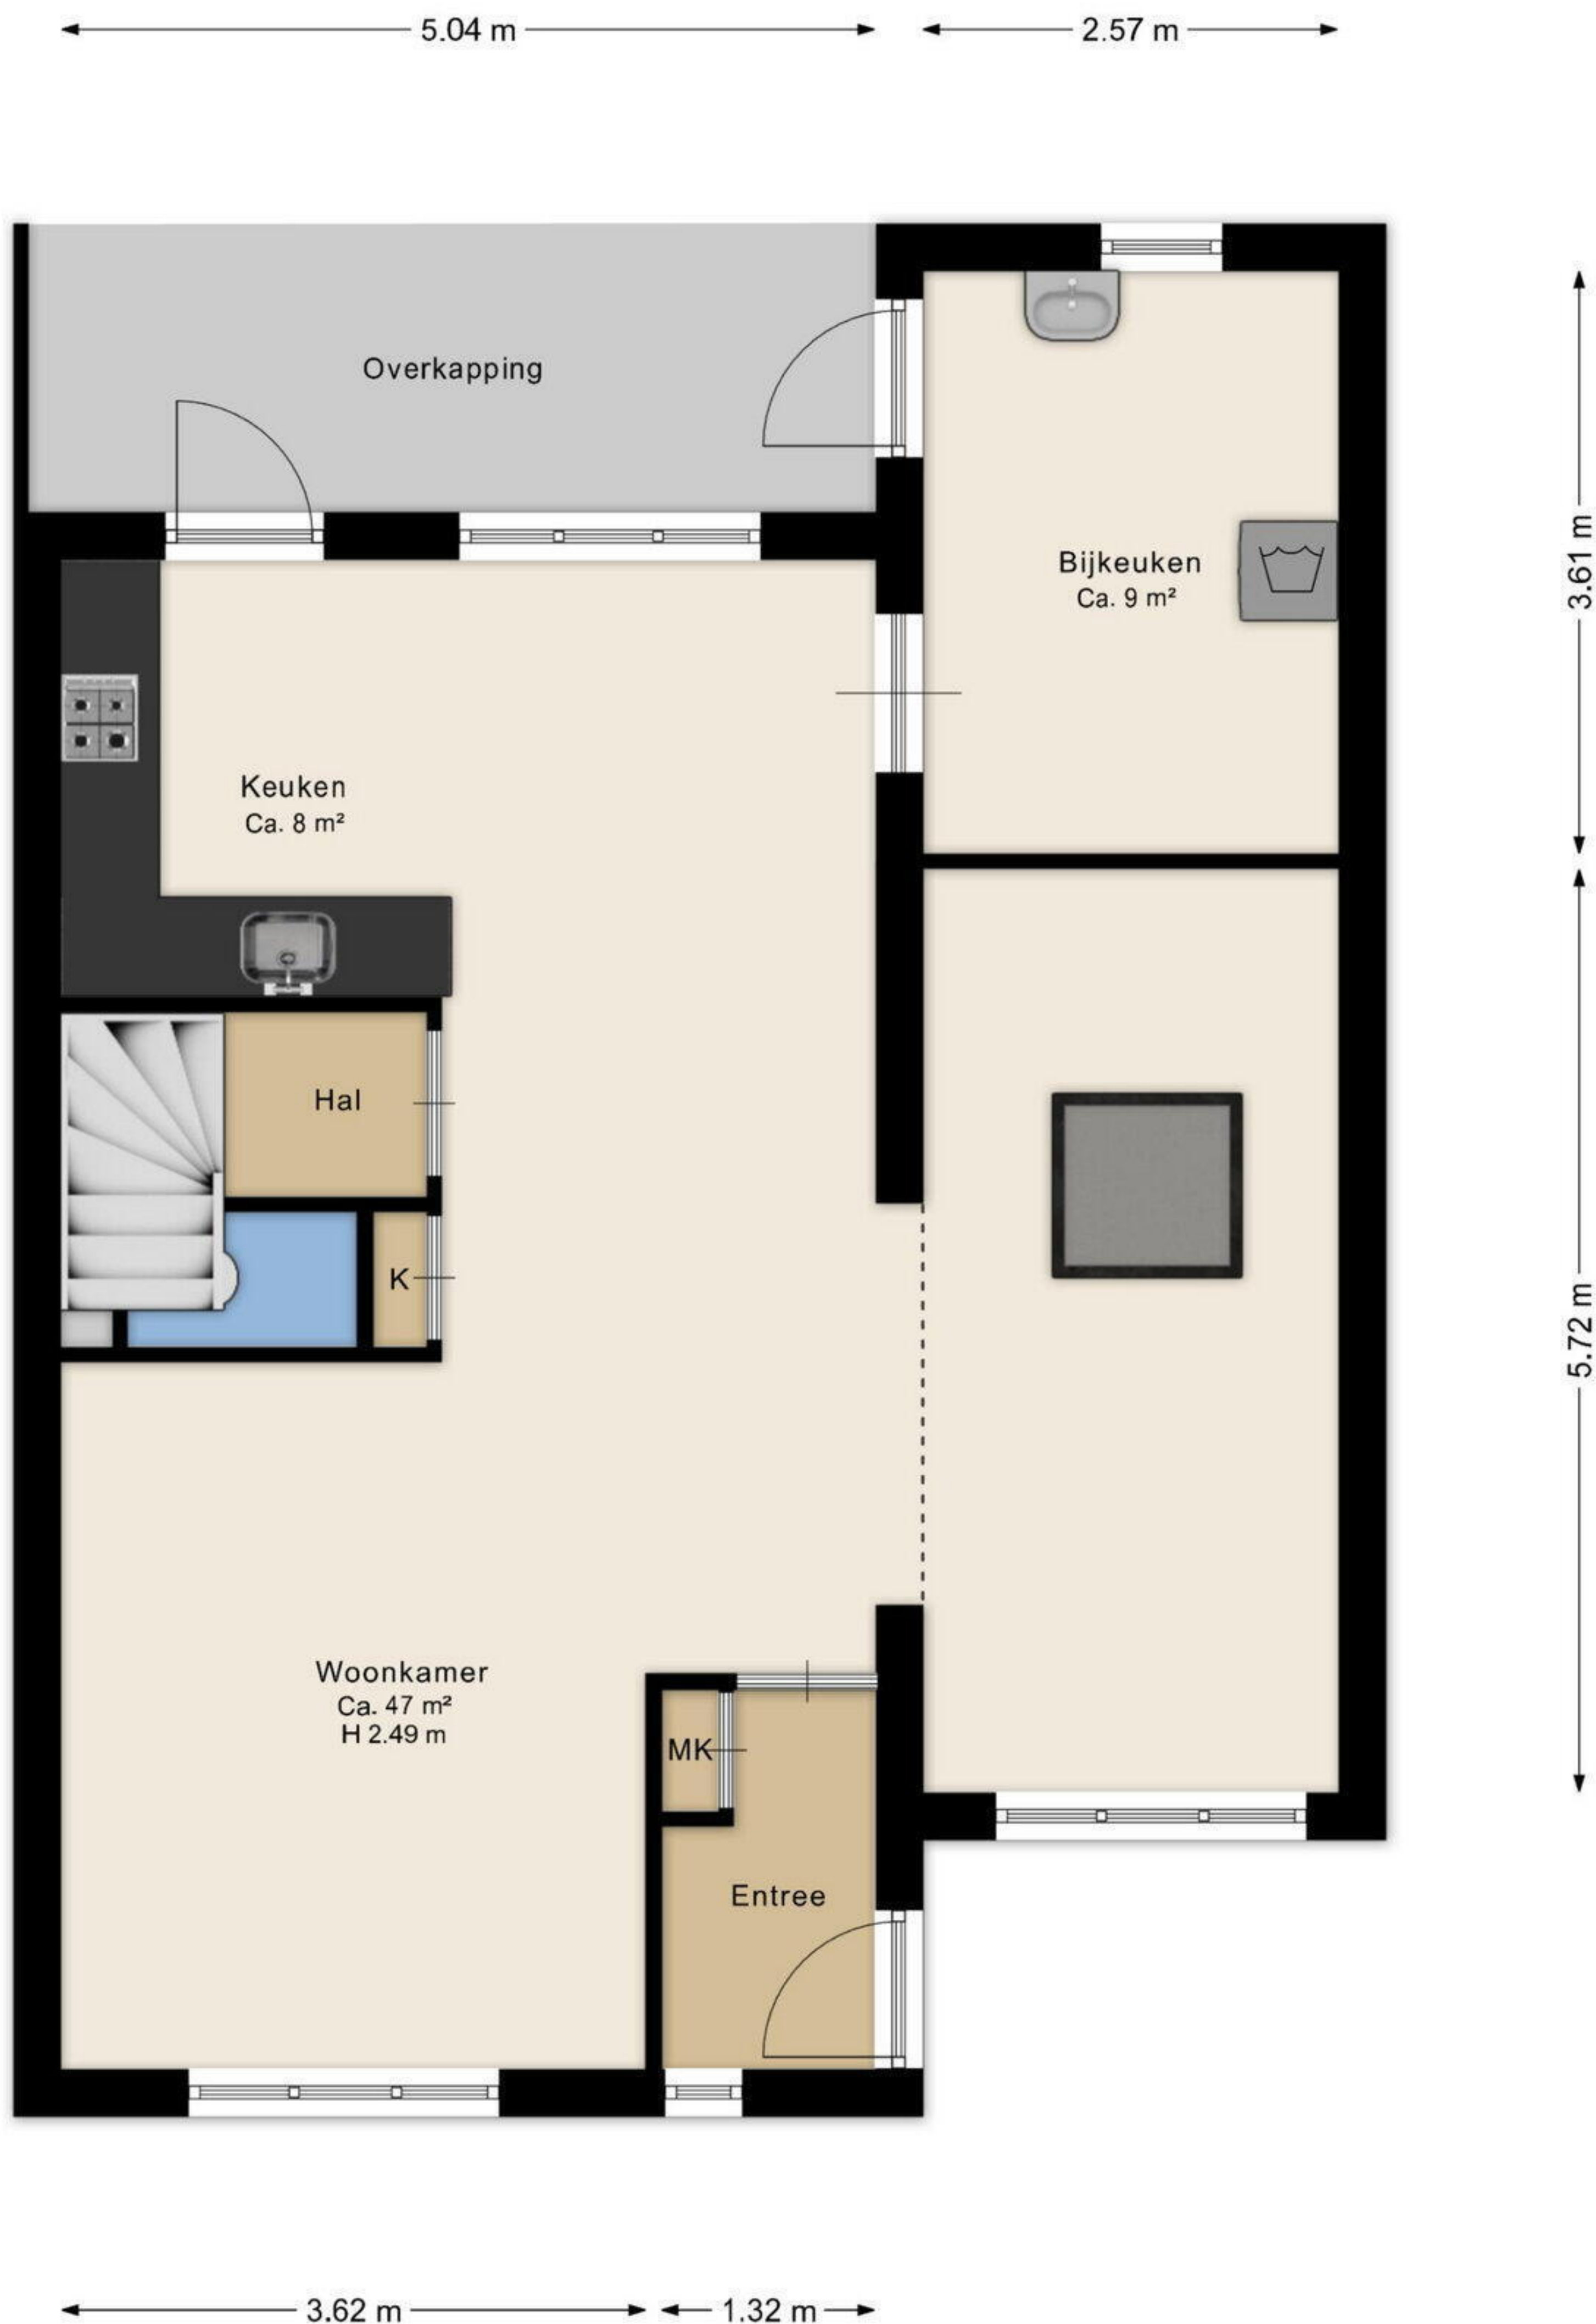 5.04 m
2.57 m
Overkapping
3.61 m
Bijkeuken
Ca. 9 m²
Keuken
Ca. 8 m²
Hal
K
5.72 m
Woonkamer
Ca. 47 m²
H 2.49 m
MK
Entree
3.62 m
1.32 m